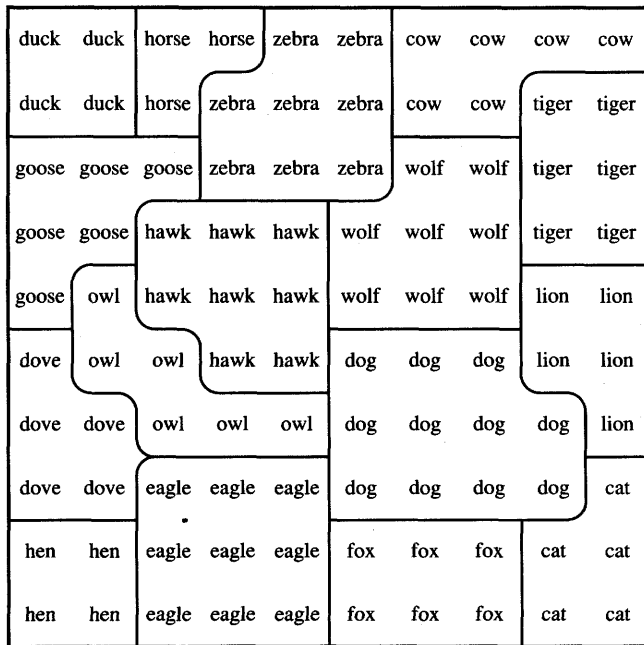 duck duck horse horse zebra zebra cow cow cow cow
duck duck horse zebra zebra zebra cow cow tiger tiger
goose goose goose zebra zebra zebra wolf wolf tiger tiger
goose goose hawk hawk hawk wolf wolf wolf tiger tiger
goose owl hawk hawk hawk wolf wolf wolf lion lion
dove owl owl hawk hawk dog dog dog lion lion
dove dove owl owl owl dog dog dog dog lion
dove dove eagle eagle eagle dog dog dog dog cat
hen hen eagle eagle eagle fox fox fox cat cat
hen hen eagle eagle eagle fox fox fox cat cat